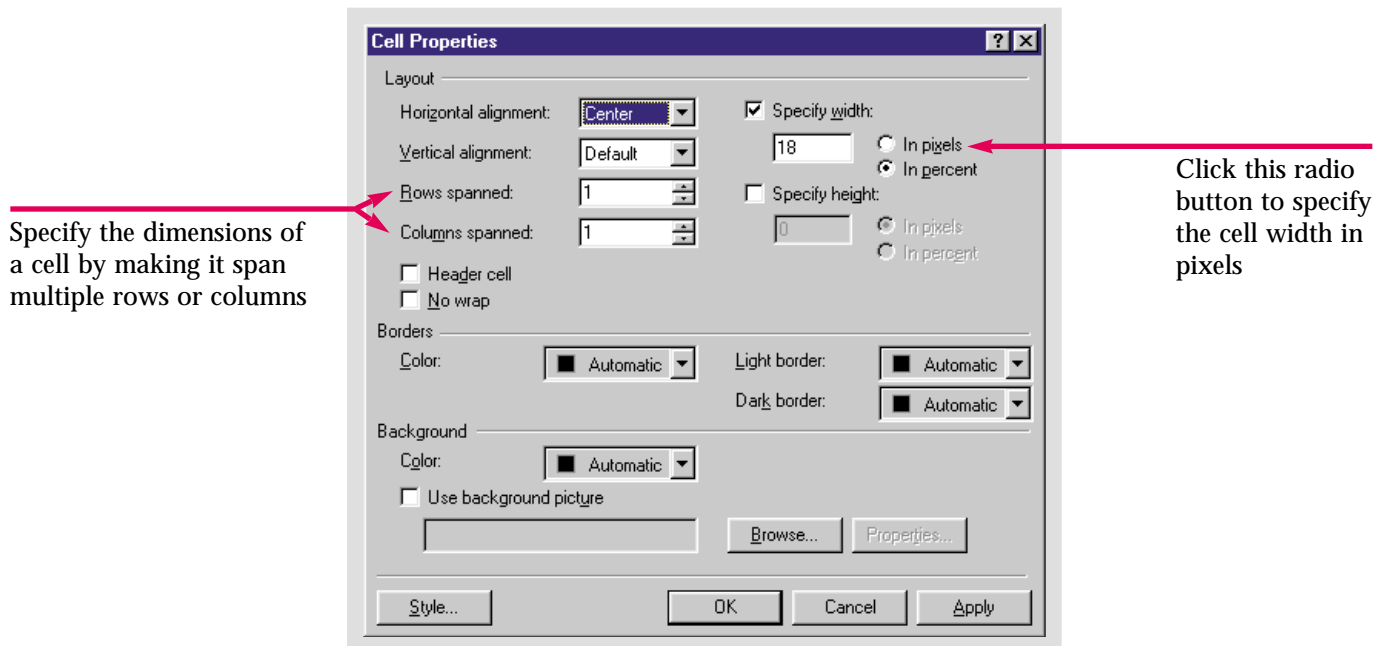 Cell Properties
Layout
Horizontal alignment: Center
Specify width:
Vertical alignment: Default
18
In pixels
In percent
Rows spanned: 1
Specify height:
Columns spanned: 1
0
In pixels
In percent
Header cell
No wrap
Borders
Color: Automatic
Light border: Automatic
Dark border: Automatic
Background
Color: Automatic
Use background picture
Browse...
Properties...
Style...
OK
Cancel
Apply
Specify the dimensions of
a cell by making it span
multiple rows or columns
Click this radio
button to specify
the cell width in
pixels